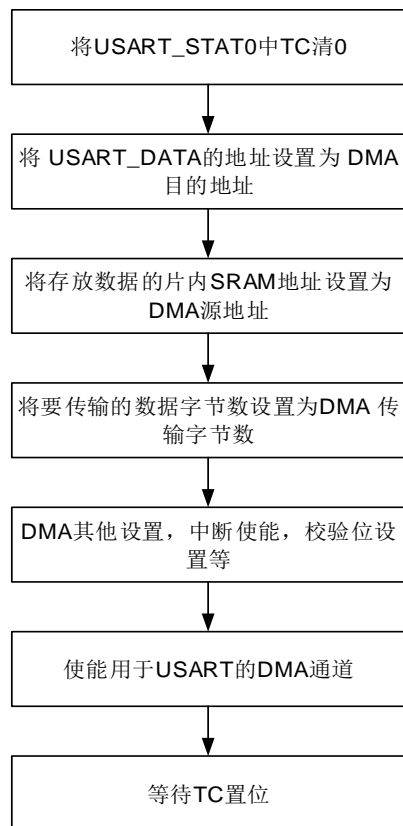 将USART_STAT0中TC清0
将 USART_DATA的地址设置为 DMA
目的地址
将存放数据的片内SRAM地址设置为
DMA源地址
将要传输的数据字节数设置为DMA 传
输字节数
DMA其他设置，中断使能，校验位设
置等
使能用于USART的DMA通道
等待TC置位